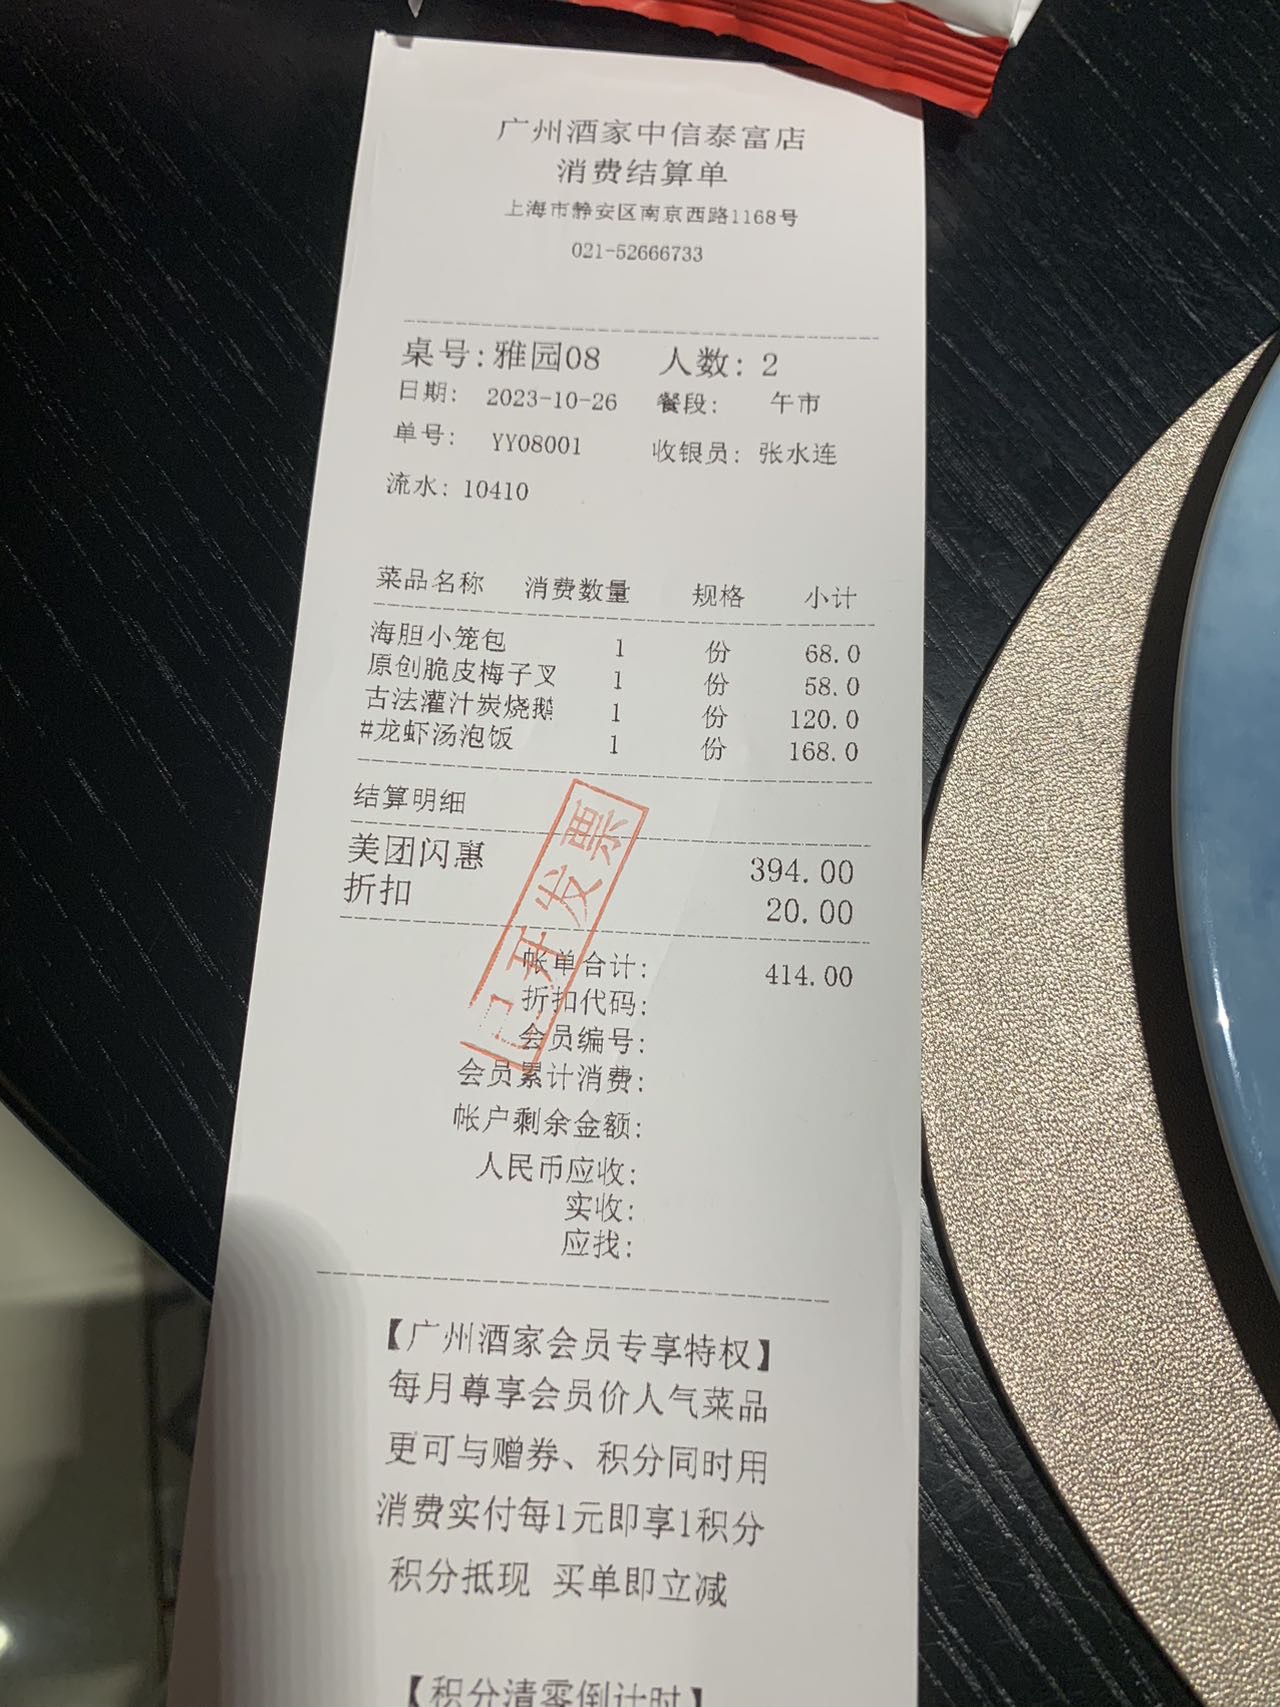 广州酒家中信泰富店
消费结算单
上海市静安区南京西路1168号
021-52666733
桌号:雅园08 人数: 2
日期: 2023-10-26 餐段: 午市
单号: YY08001 收银员: 张水连
流水: 10410
菜品名称 消费数量 规格 小计
海胆小笼包 1 份 68.0
原创脆皮梅子叉 1 份 58.0
古法灌汁炭烧鹅 1 份 120.0
#龙虾汤泡饭 1 份 168.0
结算明细
美团闪惠 394.00
折扣 20.00
已开发票
帐单合计: 414.00
折扣代码:
会员编号:
会员累计消费:
帐户剩余金额:
人民币应收:
实收:
应找:
【广州酒家会员专享特权】
每月尊享会员价人气菜品
更可与赠券、积分同时用
消费实付每1元即享1积分
积分抵现 买单即立减
【积分清零倒计时】